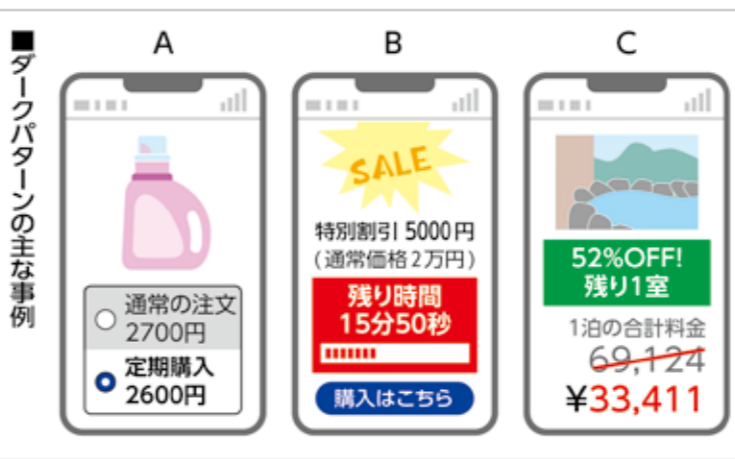 ■ダークパターンの主な事例
A
通常の注文
2700円
定期購入
2600円
B
SALE
特別割引 5000円
(通常価格2万円)
残り時間
15分50秒
購入はこちら
C
52%OFF!
残り1室
1泊の合計料金
69,124
¥33,411